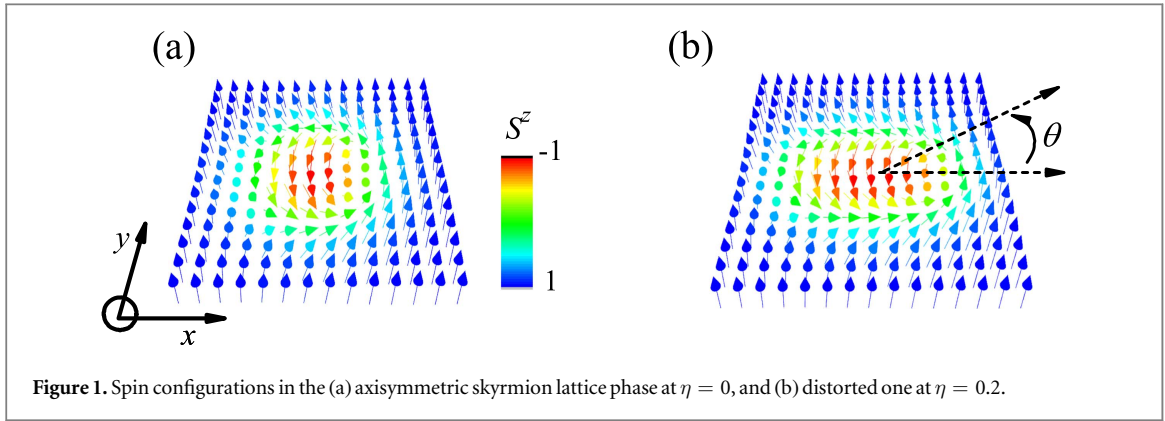 (a)
(b)
S^z
-1
1
θ
y
x
Figure 1. Spin configurations in the (a) axisymmetric skyrmion lattice phase at η = 0, and (b) distorted one at η = 0.2.